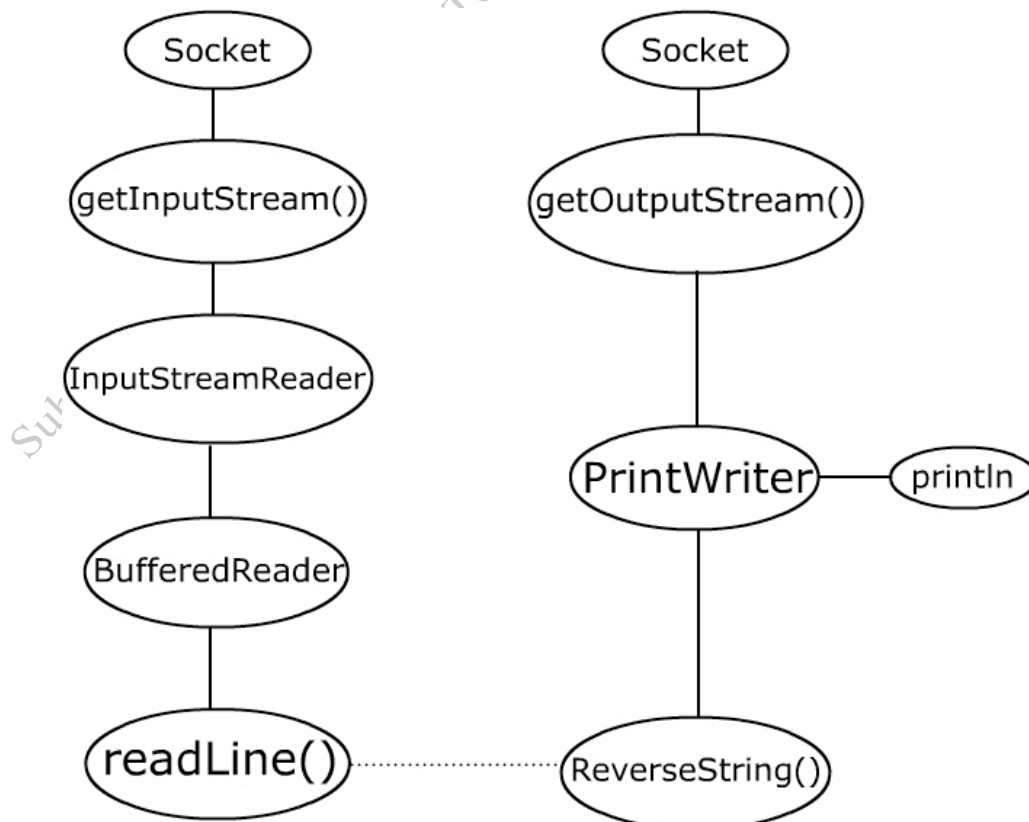 Socket
getInputStream()
InputStreamReader
BufferedReader
readLine()
Socket
getOutputStream()
PrintWriter
println
ReverseString()